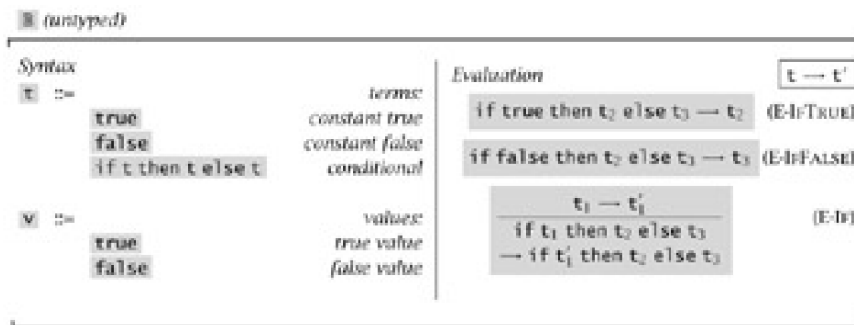 B (untyped)
Syntax
t ::= terms:
true constant true
false constant false
if t then t else t conditional
v ::= values:
true true value
false false value
Evaluation t → t′
if true then t₂ else t₃ → t₂ (E-IFTRUE)
if false then t₂ else t₃ → t₃ (E-IFFALSE)
t₁ → t₁′
if t₁ then t₂ else t₃ (E-IF)
→ if t₁′ then t₂ else t₃